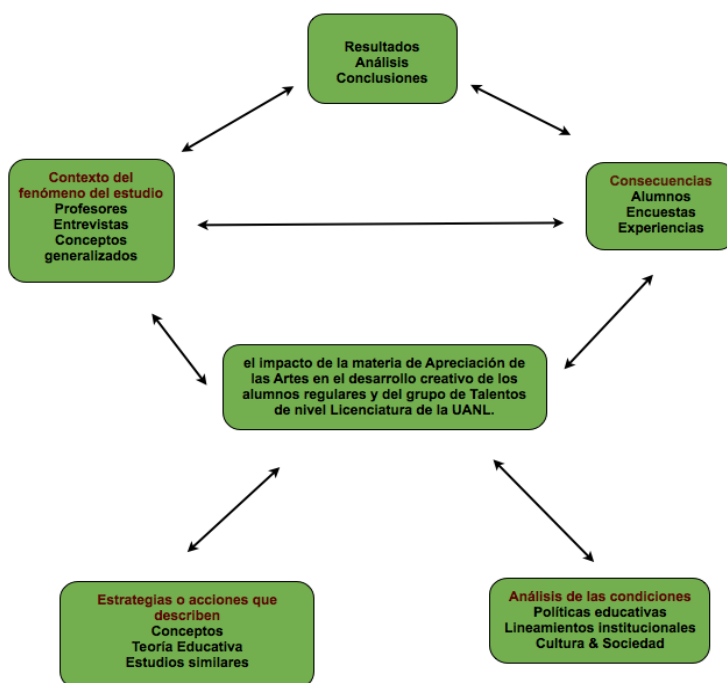 Resultados
Análisis
Conclusiones
Contexto del
fenómeno del estudio
Profesores
Entrevistas
Conceptos
generalizados
Consecuencias
Alumnos
Encuestas
Experiencias
el impacto de la materia de Apreciación de
las Artes en el desarrollo creativo de los
alumnos regulares y del grupo de Talentos
de nivel Licenciatura de la UANL.
Estrategias o acciones que
describen
Conceptos
Teoría Educativa
Estudios similares
Análisis de las condiciones
Políticas educativas
Lineamientos institucionales
Cultura & Sociedad